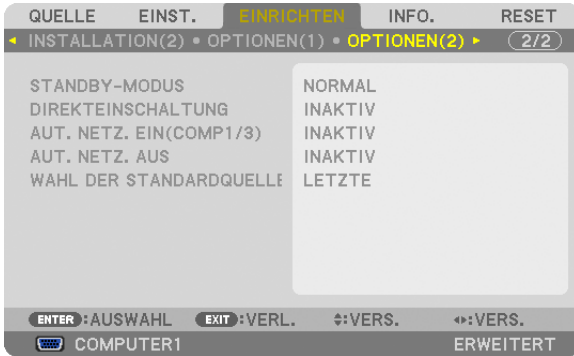 QUELLE EINST. EINRICHTEN INFO. RESET
INSTALLATION(2) • OPTIONEN(1) • OPTIONEN(2) 2/2
STANDBY-MODUS NORMAL
DIREKTEINSCHALTUNG INAKTIV
AUT. NETZ. EIN(COMP1/3) INAKTIV
AUT. NETZ. AUS INAKTIV
WAHL DER STANDARDQUELLE LETZTE
ENTER :AUSWAHL EXIT :VERL. :VERS. :VERS.
COMPUTER1 ERWEITERT